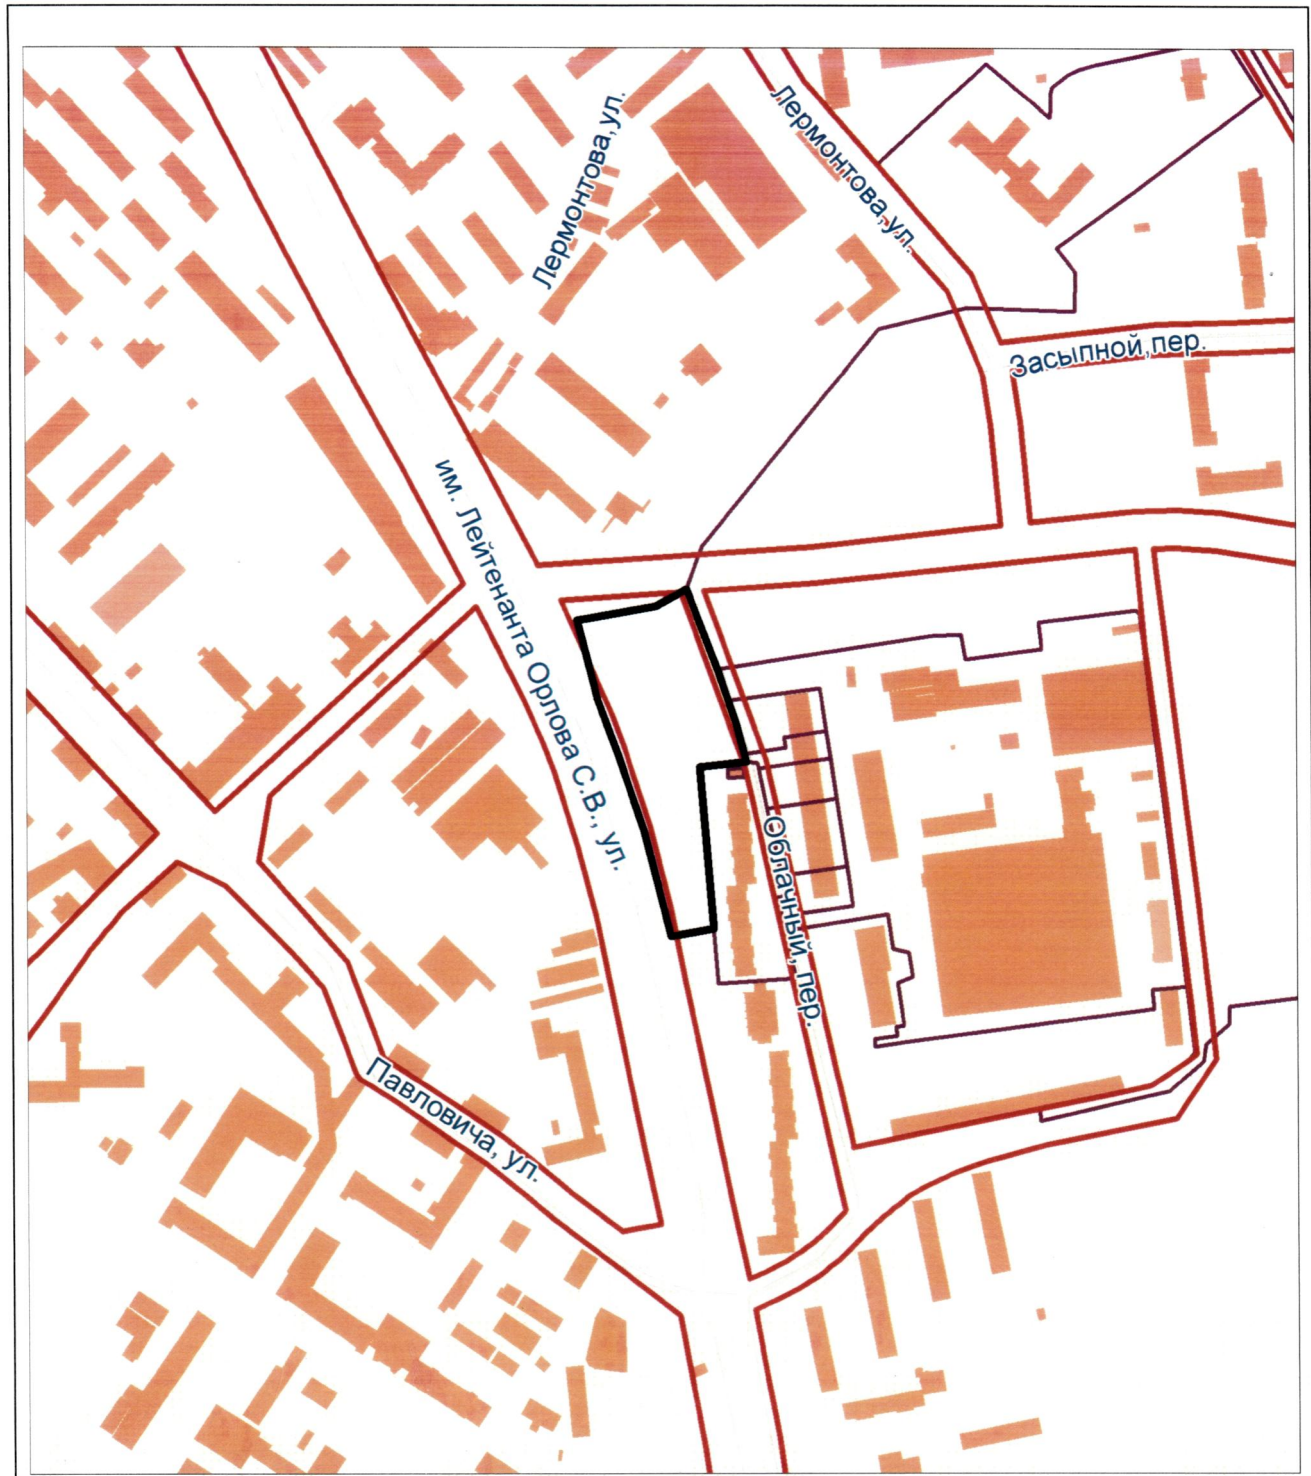 Лермонтова, ул.
Лермонтова, ул.
Засыпной, пер.
им. Лейтенанта Орлова С.В., ул.
Облачный, пер.
Павловича, ул.